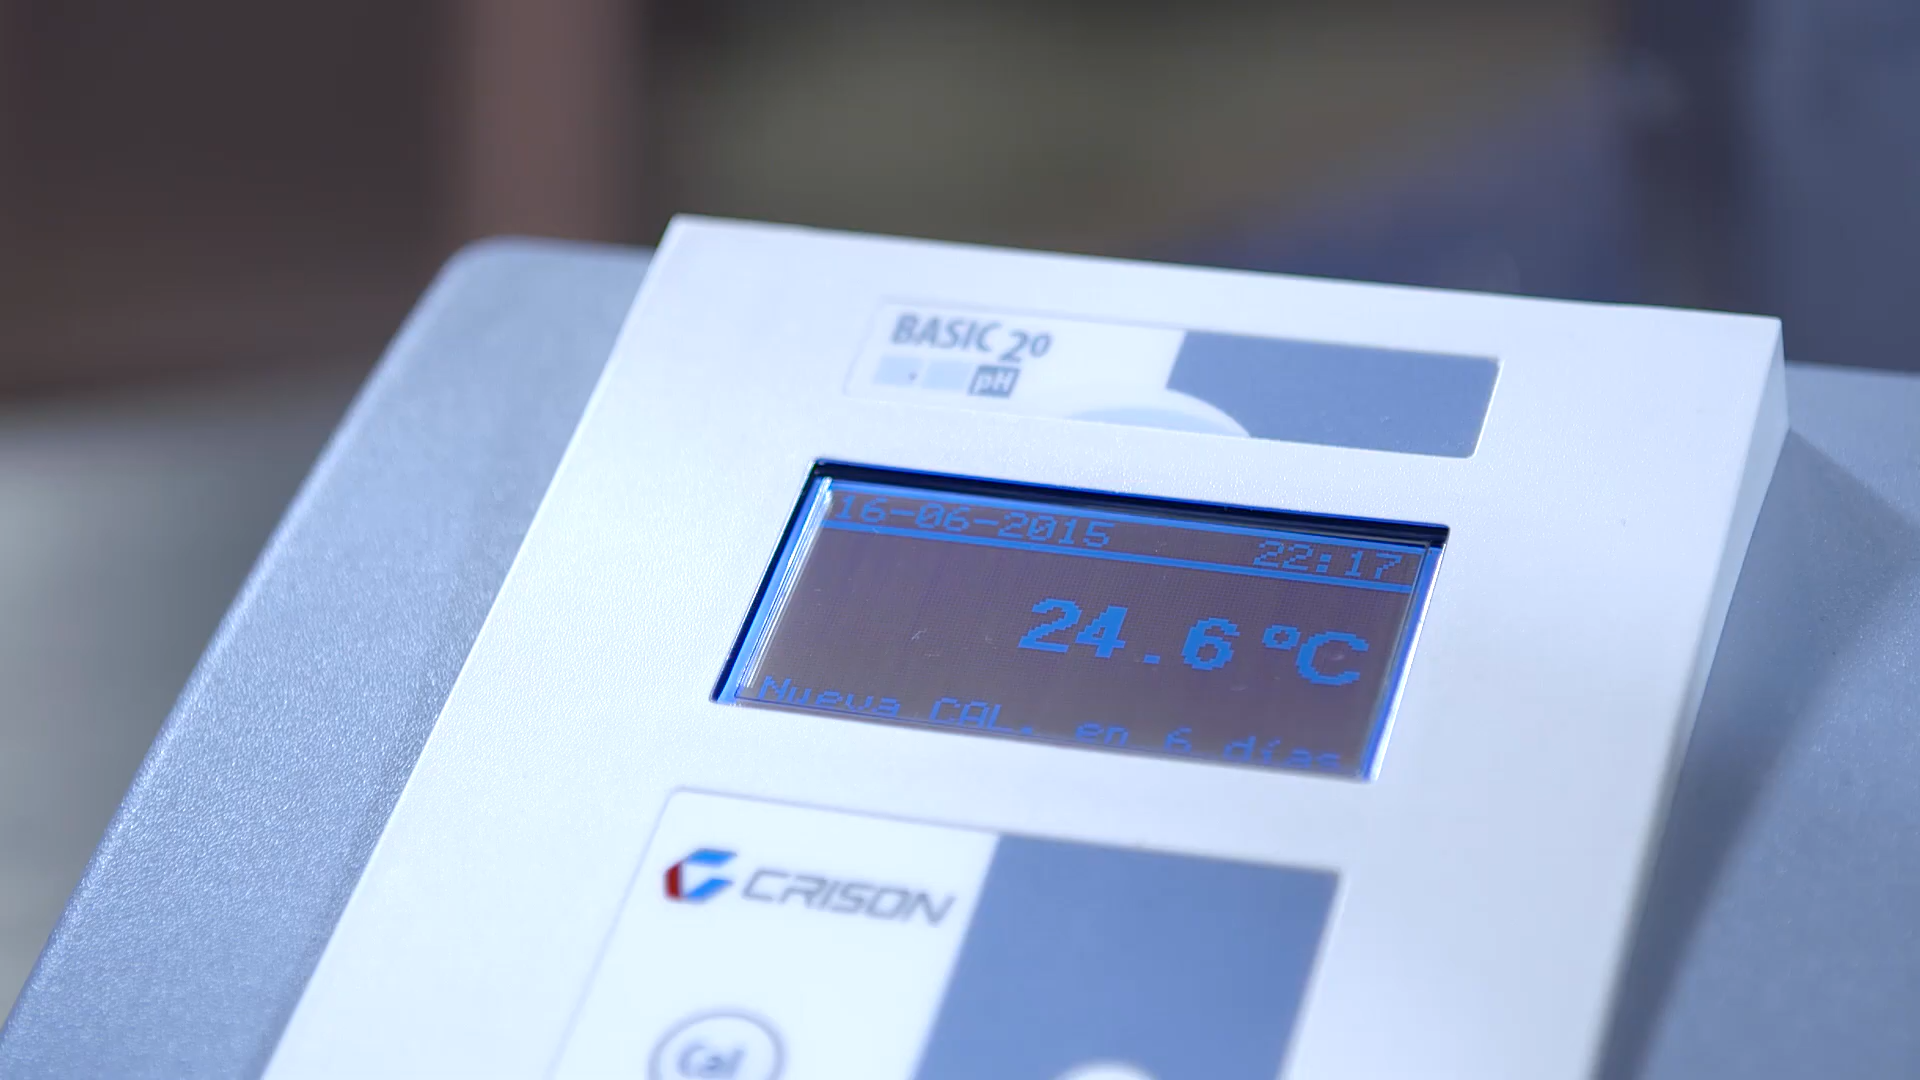 BASIC 20
pH
16-06-2015 22:17
24.6 ºC
Nueva CAL. en 6 días
CRISON
Cal